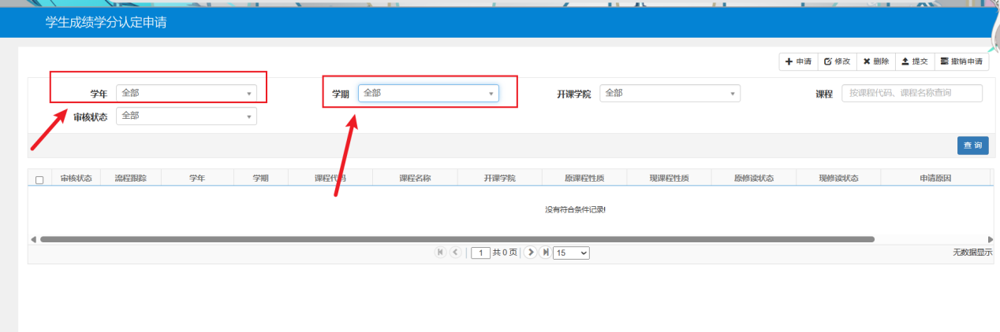 学生成绩学分认定申请
申请 修改 删除 提交 撤销申请
学年 全部 学期 全部 开课学院 全部 课程 按课程代码、课程名称查询
审核状态 全部
查 询
审核状态 流程跟踪 学年 学期 课程代码 课程名称 开课学院 原课程性质 现课程性质 原修读状态 现修读状态 申请原因
没有符合条件记录!
1 共 0 页 15 无数据显示